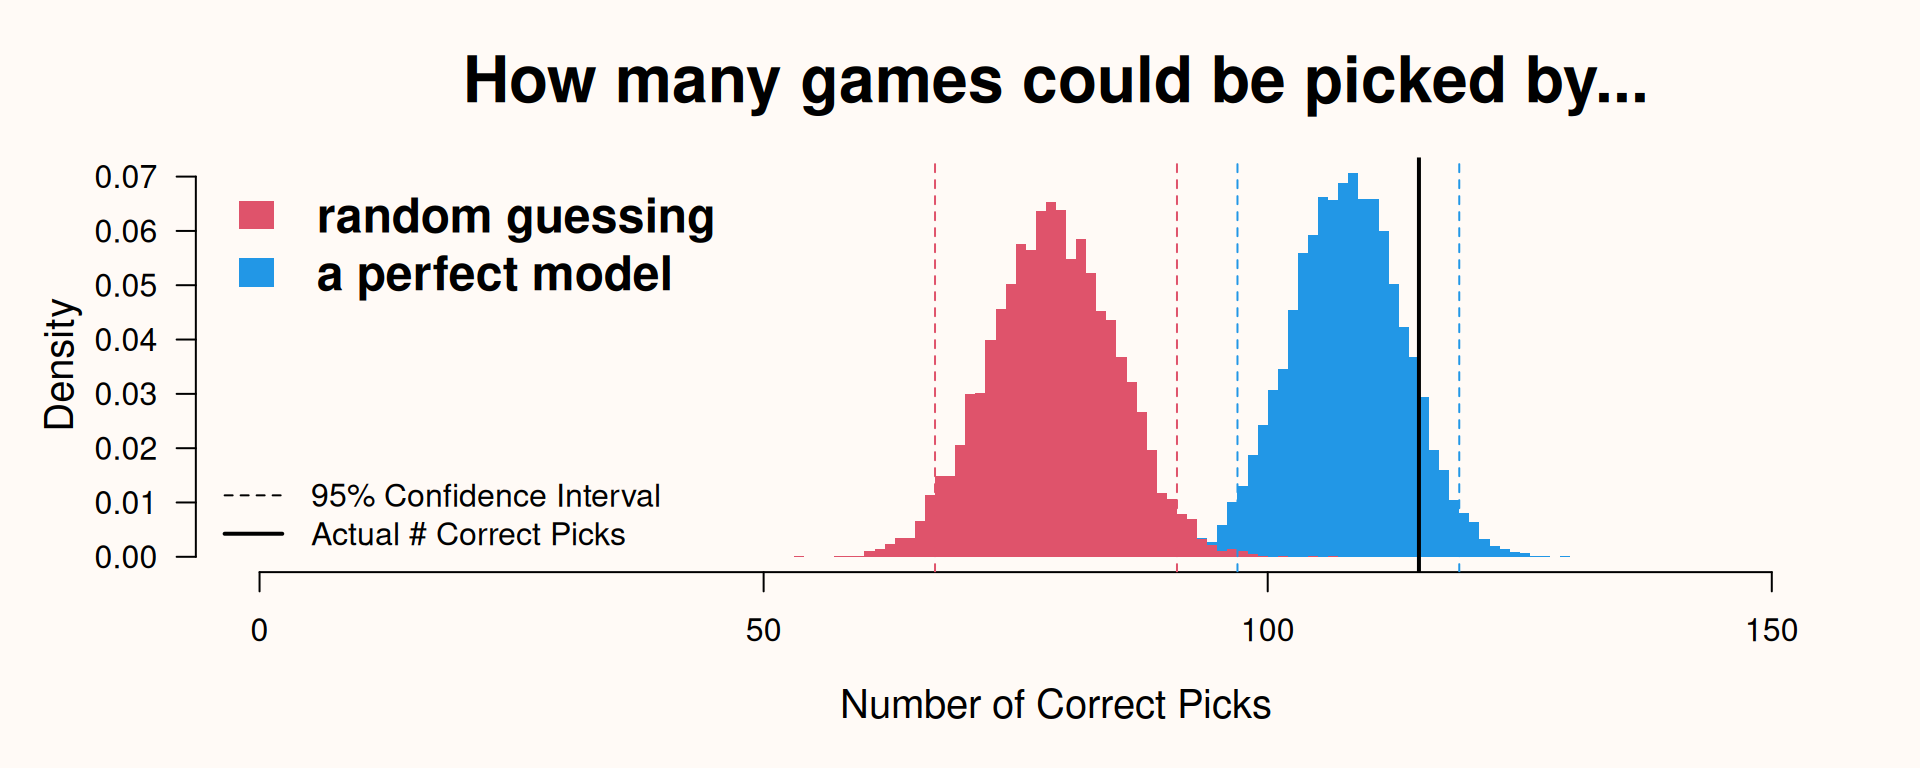 How many games could be picked by...
0.07
0.06
0.05
0.04
0.03
0.02
0.01
0.00
Density
random guessing
a perfect model
95% Confidence Interval
Actual # Correct Picks
0 50 100 150
Number of Correct Picks